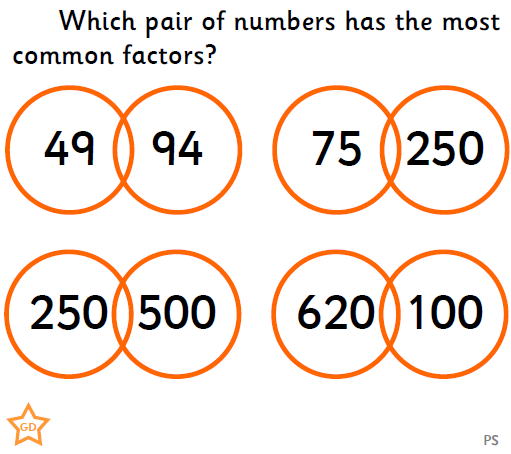 Which pair of numbers has the most
common factors?
49 94 75 250
250 500 620 100
GD
PS